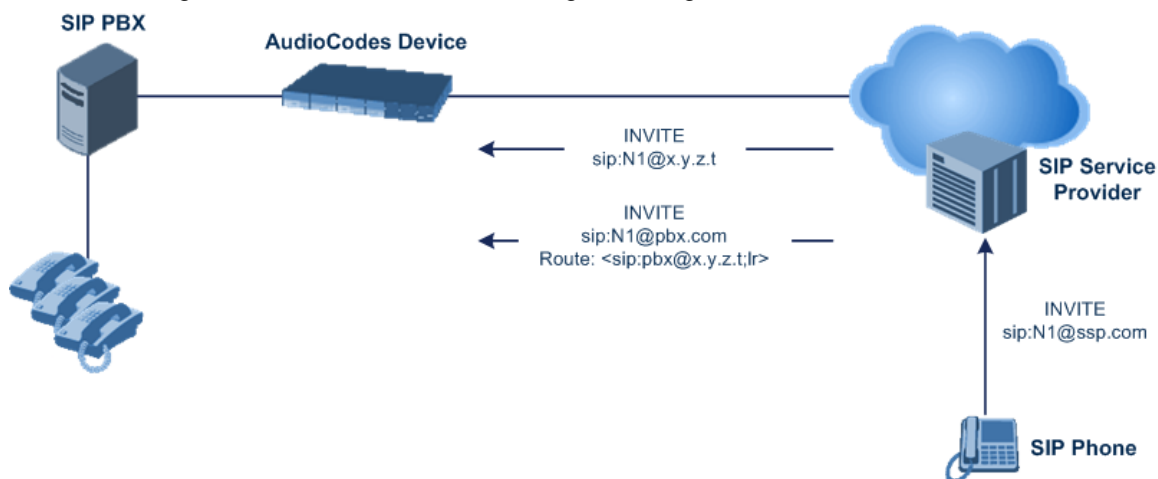 SIP PBX
AudioCodes Device
INVITE
sip:N1@x.y.z.t
SIP Service
Provider
INVITE
sip:N1@pbx.com
Route: <sip:pbx@x.y.z.t;lr>
INVITE
sip:N1@ssp.com
SIP Phone